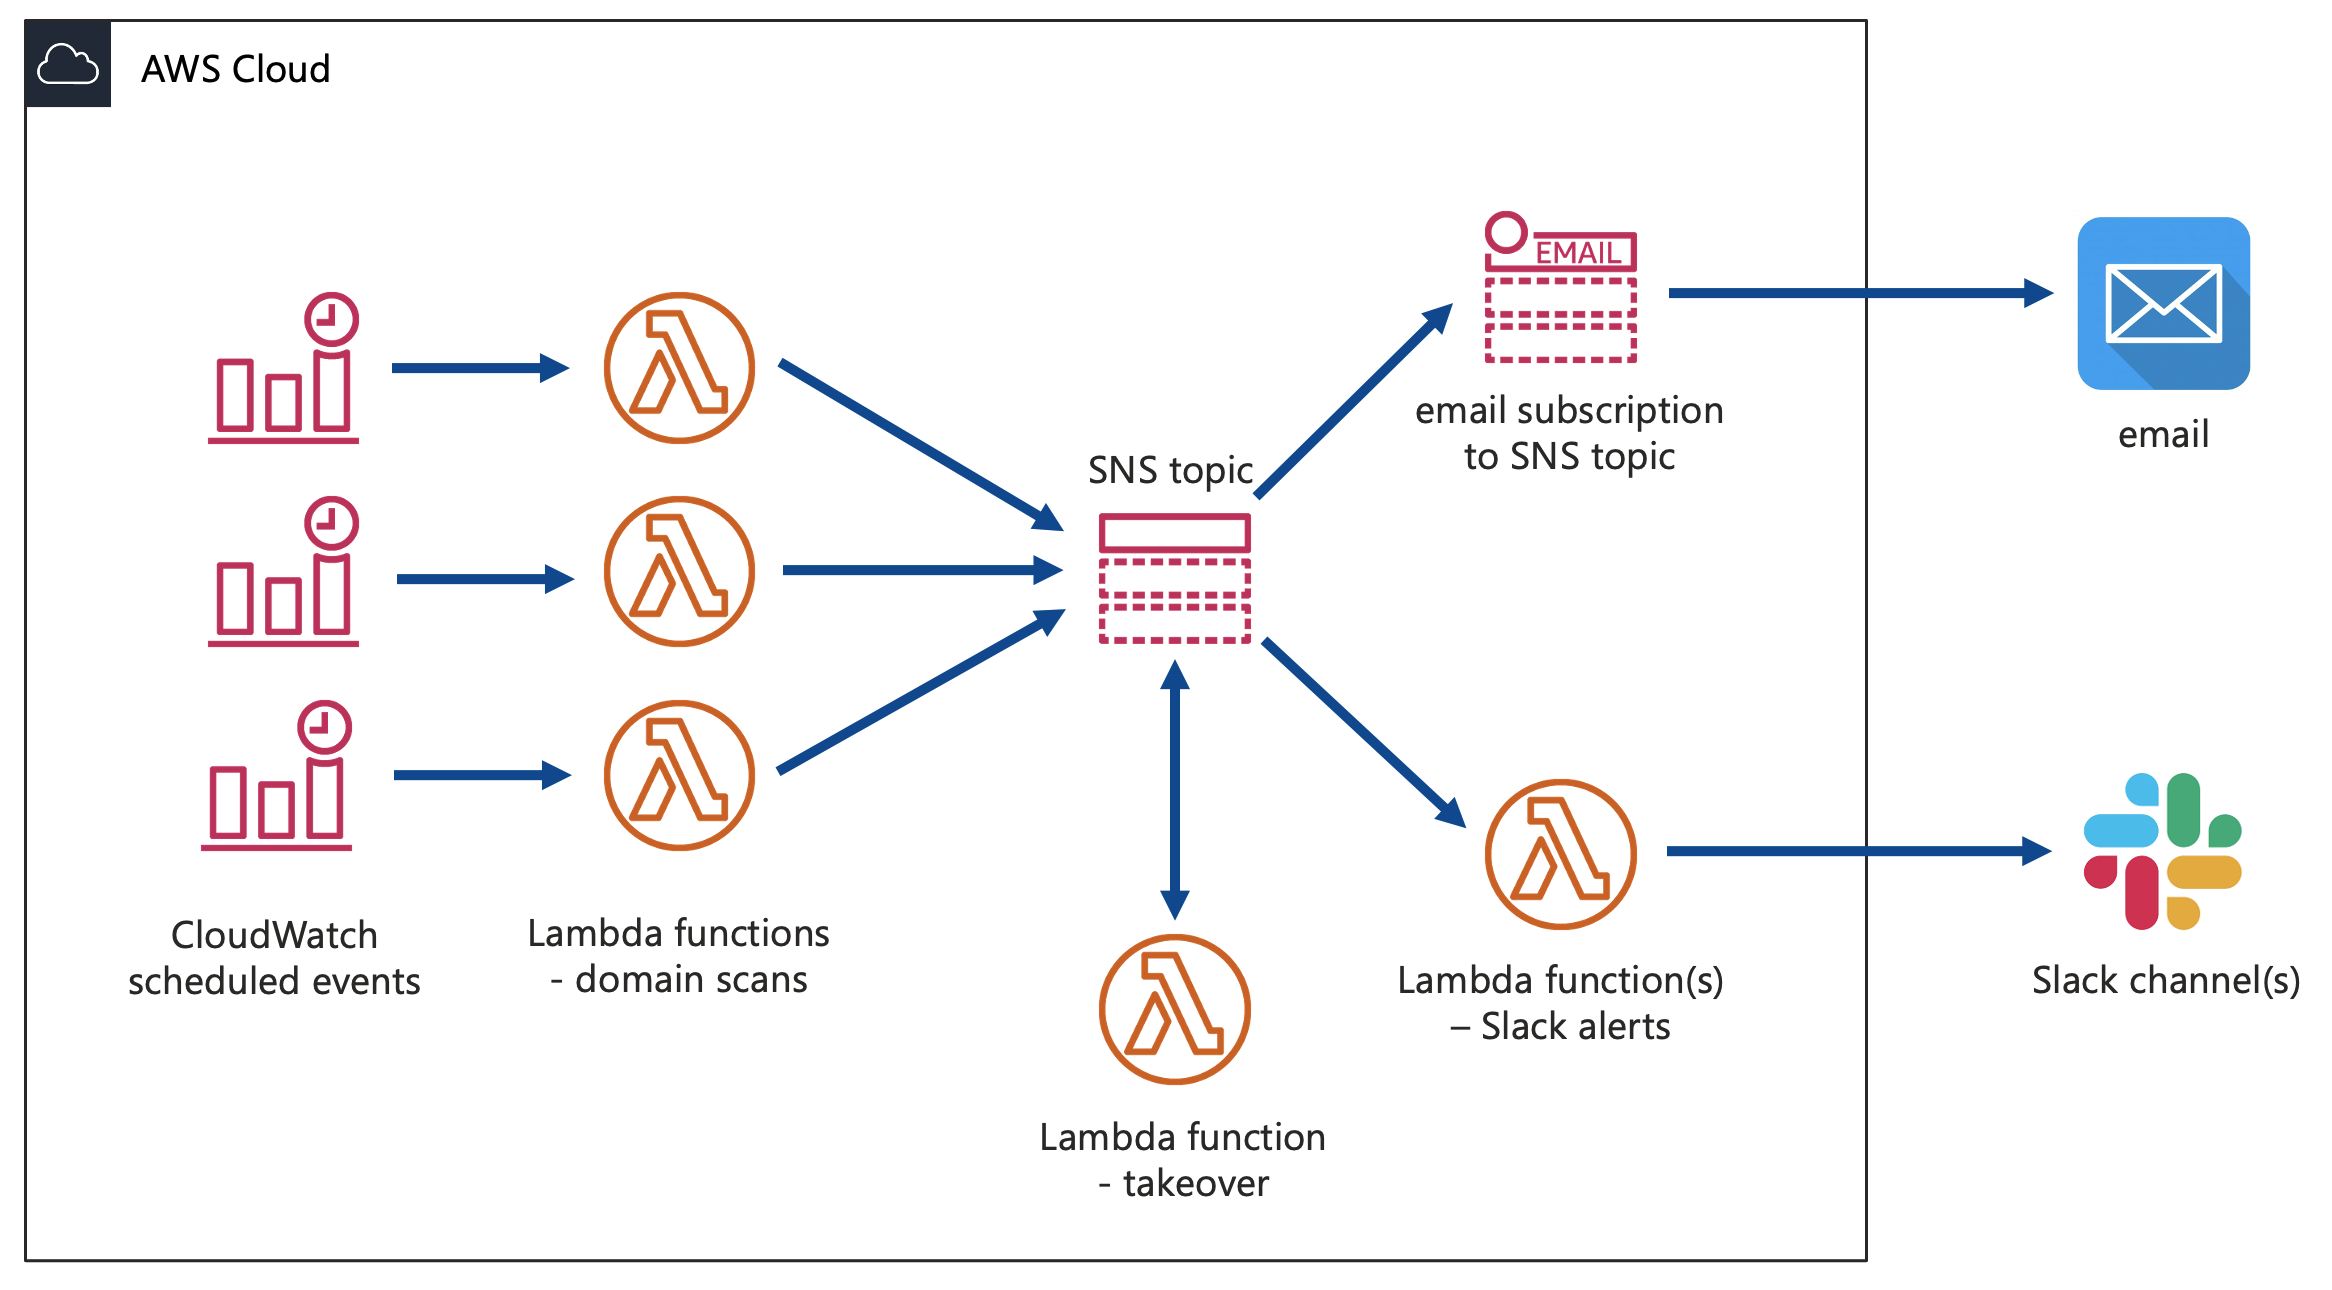 AWS Cloud
EMAIL
email subscription
to SNS topic
email
SNS topic
CloudWatch
scheduled events
Lambda functions
- domain scans
Lambda function(s)
– Slack alerts
Slack channel(s)
Lambda function
- takeover